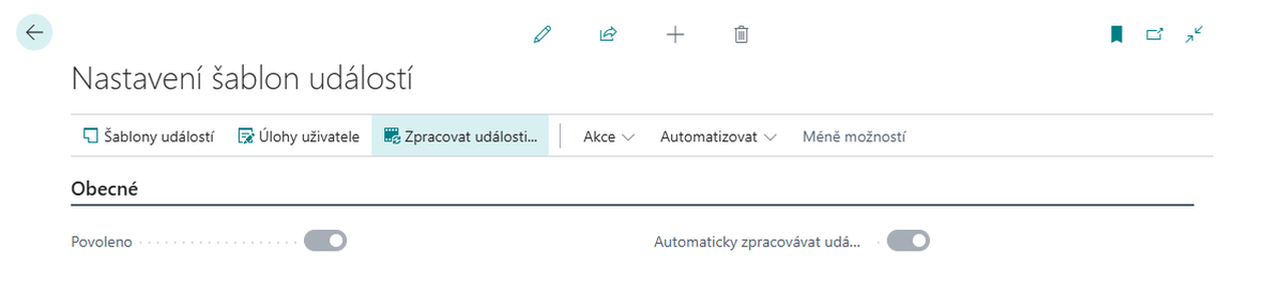 Nastavení šablon událostí
Šablony událostí Úlohy uživatele Zpracovat události... Akce Automatizovat Méně možností
Obecné
Povoleno Automaticky zpracovávat udá...